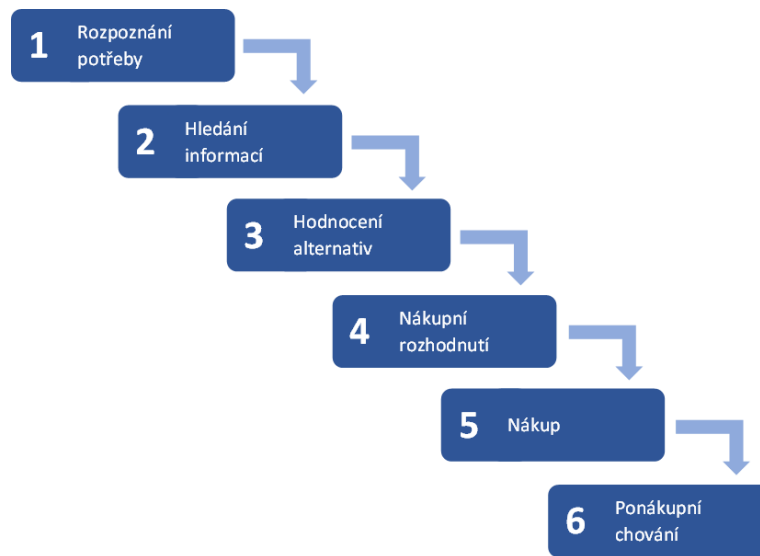 1
Rozpoznání
potřeby
2
Hledání
informací
3
Hodnocení
alternativ
4
Nákupní
rozhodnutí
5
Nákup
6
Ponákupní
chování